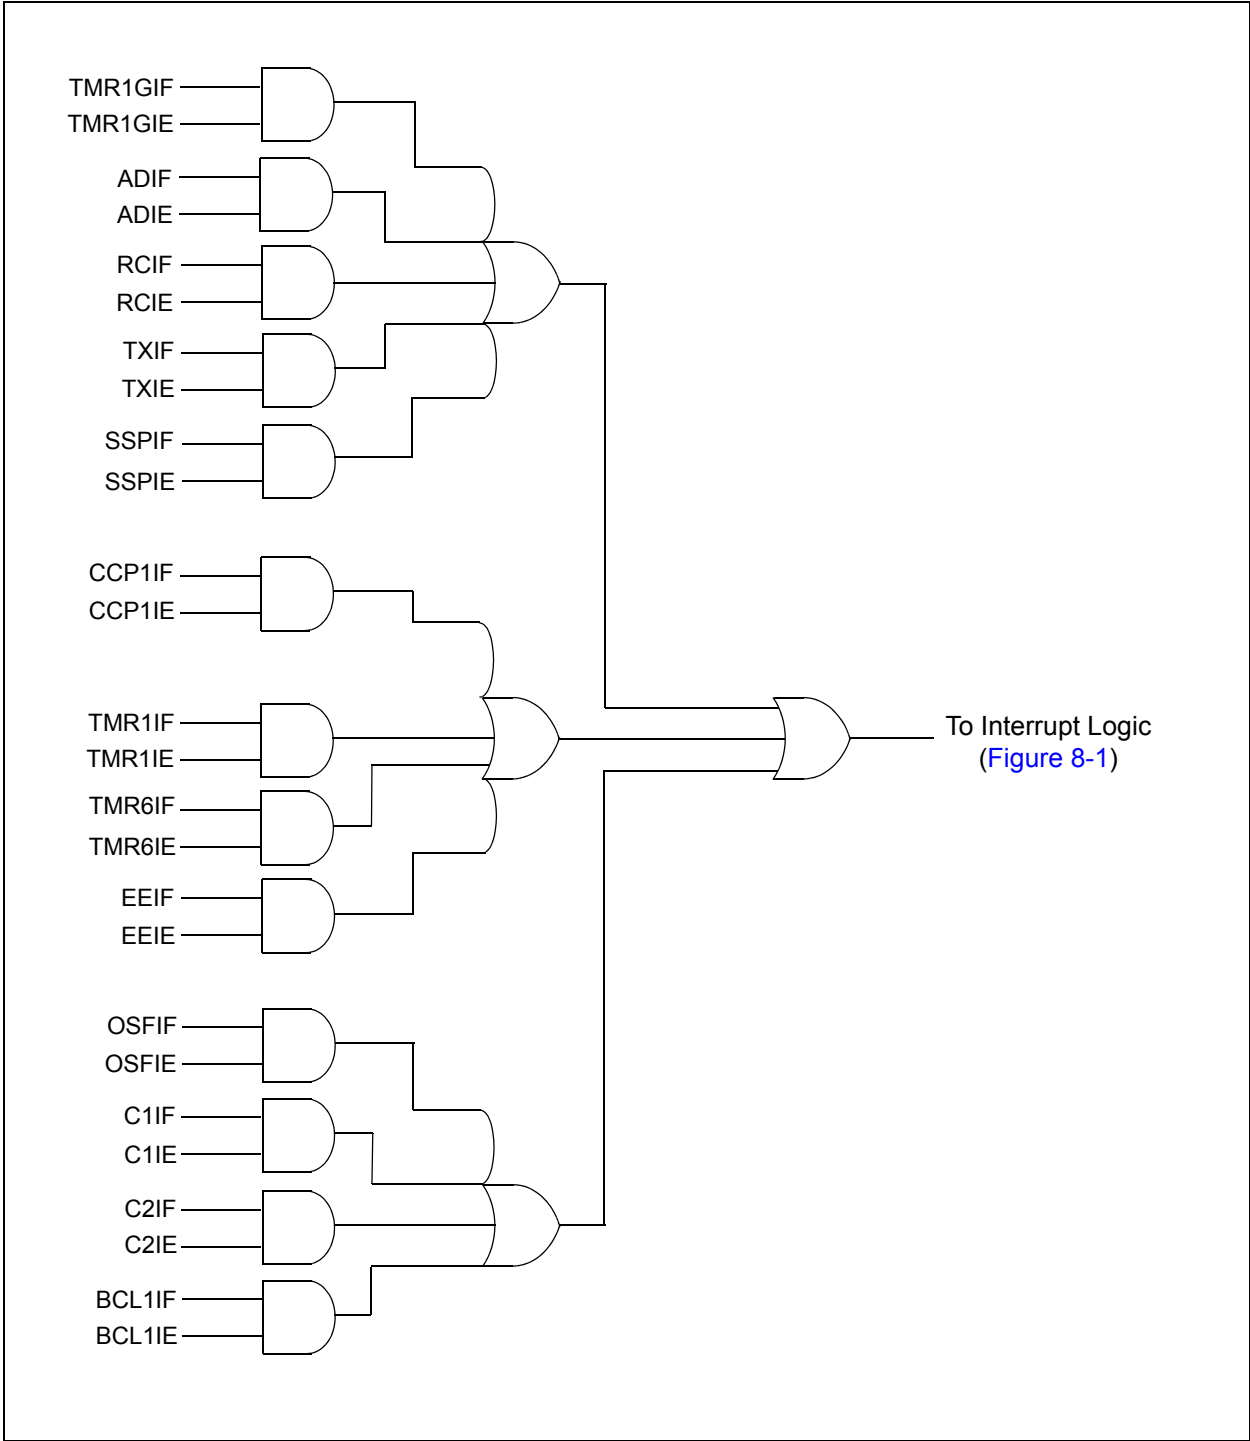 TMR1GIF
TMR1GIE
ADIF
ADIE
RCIF
RCIE
TXIF
TXIE
SSPIF
SSPIE
CCP1IF
CCP1IE
TMR1IF
TMR1IE
TMR6IF
TMR6IE
EEIF
EEIE
OSFIF
OSFIE
C1IF
C1IE
C2IF
C2IE
BCL1IF
BCL1IE
To Interrupt Logic
(Figure 8-1)